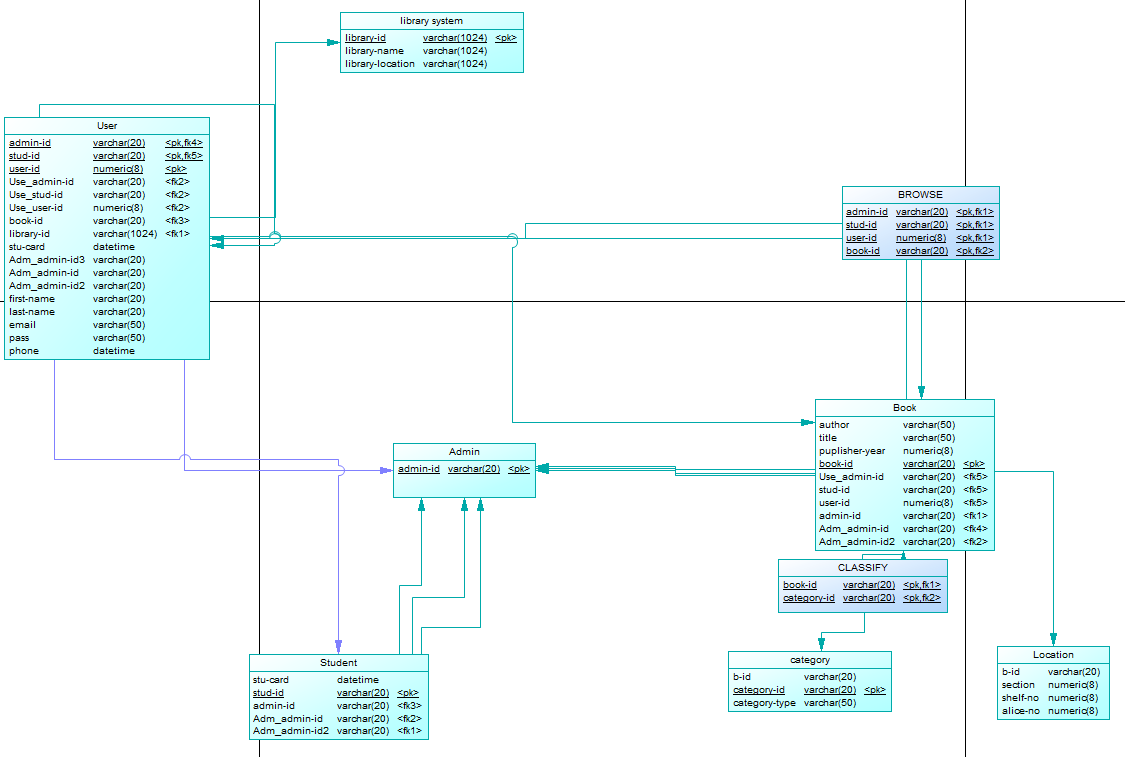 library system
library-id varchar(1024) <pk>
library-name varchar(1024)
library-location varchar(1024)
User
admin-id varchar(20) <pk,fk4>
stud-id varchar(20) <pk,fk5>
user-id numeric(8) <pk>
Use_admin-id varchar(20) <fk2>
Use_stud-id varchar(20) <fk2>
Use_user-id numeric(8) <fk2>
book-id varchar(20) <fk3>
library-id varchar(1024) <fk1>
stu-card datetime
Adm_admin-id3 varchar(20)
Adm_admin-id varchar(20)
Adm_admin-id2 varchar(20)
first-name varchar(20)
last-name varchar(20)
email varchar(50)
pass varchar(50)
phone datetime
BROWSE
admin-id varchar(20) <pk,fk1>
stud-id varchar(20) <pk,fk1>
user-id numeric(8) <pk,fk1>
book-id varchar(20) <pk,fk2>
Book
author varchar(50)
title varchar(50)
puplisher-year numeric(8)
book-id varchar(20) <pk>
Use_admin-id varchar(20) <fk5>
stud-id varchar(20) <fk5>
user-id numeric(8) <fk5>
admin-id varchar(20) <fk1>
Adm_admin-id varchar(20) <fk4>
Adm_admin-id2 varchar(20) <fk2>
Admin
admin-id varchar(20) <pk>
CLASSIFY
book-id varchar(20) <pk,fk1>
category-id varchar(20) <pk,fk2>
Student
stu-card datetime
stud-id varchar(20) <pk>
admin-id varchar(20) <fk3>
Adm_admin-id varchar(20) <fk2>
Adm_admin-id2 varchar(20) <fk1>
category
b-id varchar(20)
category-id varchar(20) <pk>
category-type varchar(50)
Location
b-id varchar(20)
section numeric(8)
shelf-no numeric(8)
alice-no numeric(8)